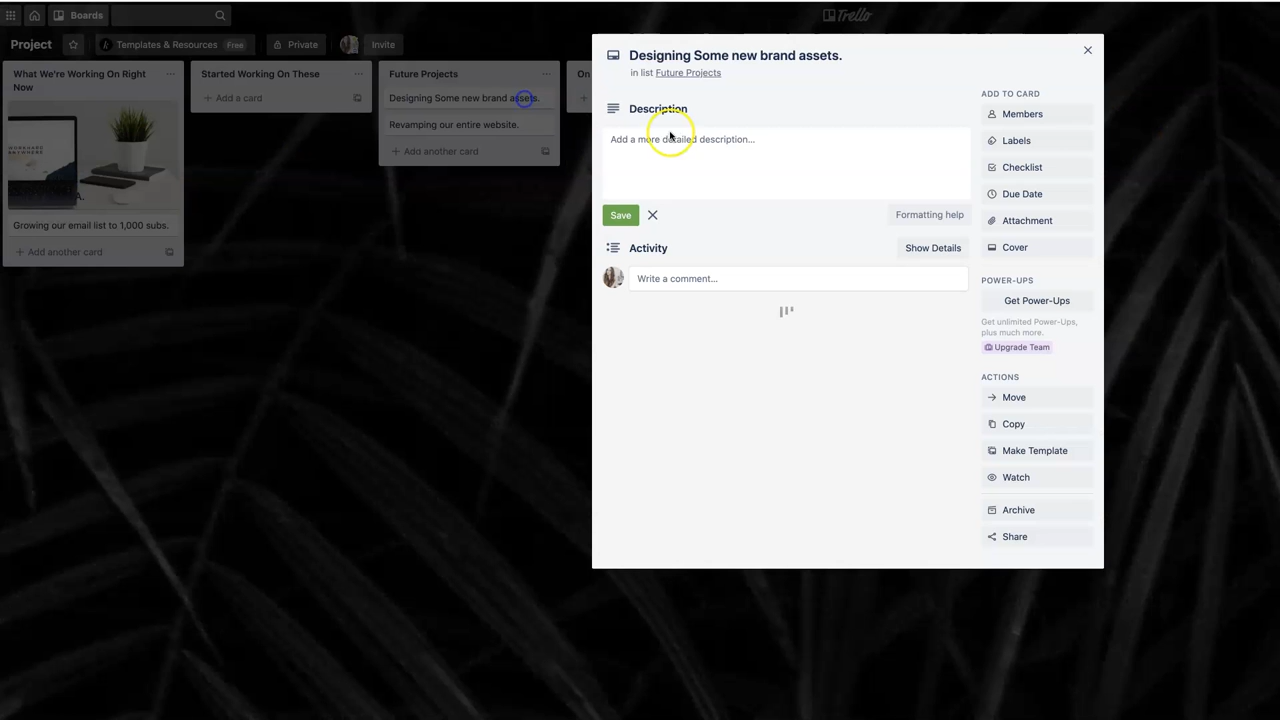 Boards
Trello
Project
Templates & Resources
Free
Private
Invite
What We're Working On Right
Now
Growing our email list to 1,000 subs.
+ Add another card
Started Working On These
+ Add a card
Future Projects
Designing Some new brand assets.
Revamping our entire website.
+ Add another card
On
Designing Some new brand assets.
in list Future Projects
Description
Add a more detailed description...
Save
Formatting help
Activity
Show Details
Write a comment...
ADD TO CARD
Members
Labels
Checklist
Due Date
Attachment
Cover
POWER-UPS
Get Power-Ups
Get unlimited Power-Ups,
plus much more.
Upgrade Team
ACTIONS
Move
Copy
Make Template
Watch
Archive
Share